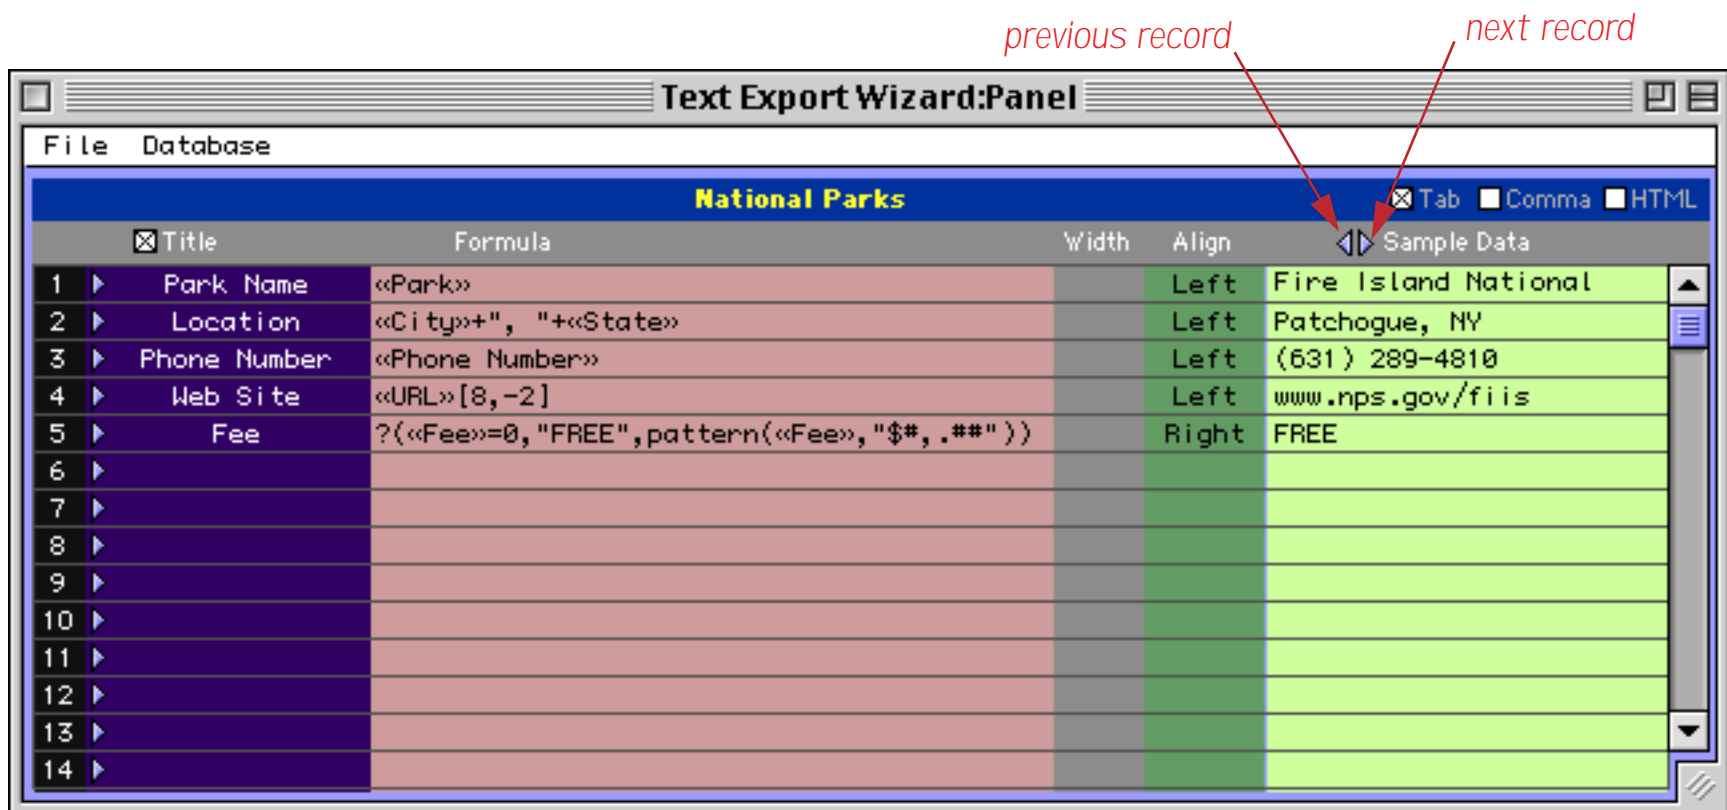 previous record
next record
Text Export Wizard:Panel
File Database
National Parks Tab Comma HTML
Title Formula Width Align Sample Data
1 Park Name «Park» Left Fire Island National
2 Location «City»+", "+«State» Left Patchogue, NY
3 Phone Number «Phone Number» Left (631) 289-4810
4 Web Site «URL»[8,-2] Left www.nps.gov/fiis
5 Fee ?(«Fee»=0,"FREE",pattern(«Fee»,"$#,.##")) Right FREE
6
7
8
9
10
11
12
13
14